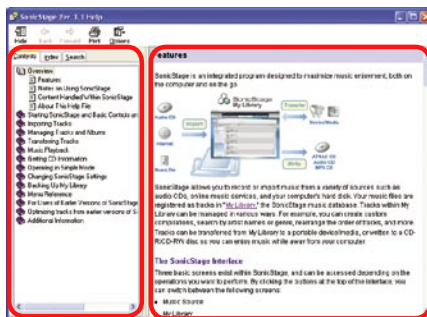 SonicStage Ver. 3.3 Help
Hide Back Forward Print Options
Contents Index Search
Overview
Features
Notes on Using SonicStage
Content Handled Within SonicStage
About This Help File
Starting SonicStage and Basic Controls an
Importing Tracks
Managing Tracks and Albums
Transferring Tracks
Music Playback
Getting CD Information
Operating in Simple Mode
Changing SonicStage Settings
Backing Up My Library
Menu Reference
For Users of Earlier Versions of SonicStag
Optimizing tracks from earlier versions of S
Additional Information
Features
SonicStage is an integrated program designed to maximize music enjoyment, both on
the computer and on the go.
SonicStage
My Library
Audio CD
Import
Transfer
Internet
Device/Media
Write
Music file
ATRAC CD
Audio CD
MP3 CD
SonicStage allows you to record or import music from a variety of sources such as
audio CDs, online music services, and your computer's hard disk. Your music files are
registered as tracks in "My Library," the SonicStage music database. Tracks within My
Library can be managed in various ways. For example, you can create custom
compilations, search by artist names or genre, rearrange the order of tracks, and more.
Tracks can be transferred from My Library to a portable device/media, or written to a CD-
R/CD-RW disc so you can enjoy music while away from your computer.
The SonicStage Interface
Three basic screens exist within SonicStage, and can be accessed depending on the
operations you want to perform. By clicking the buttons at the top of the interface, you
can switch between the following screens:
• Music Source
• My Library